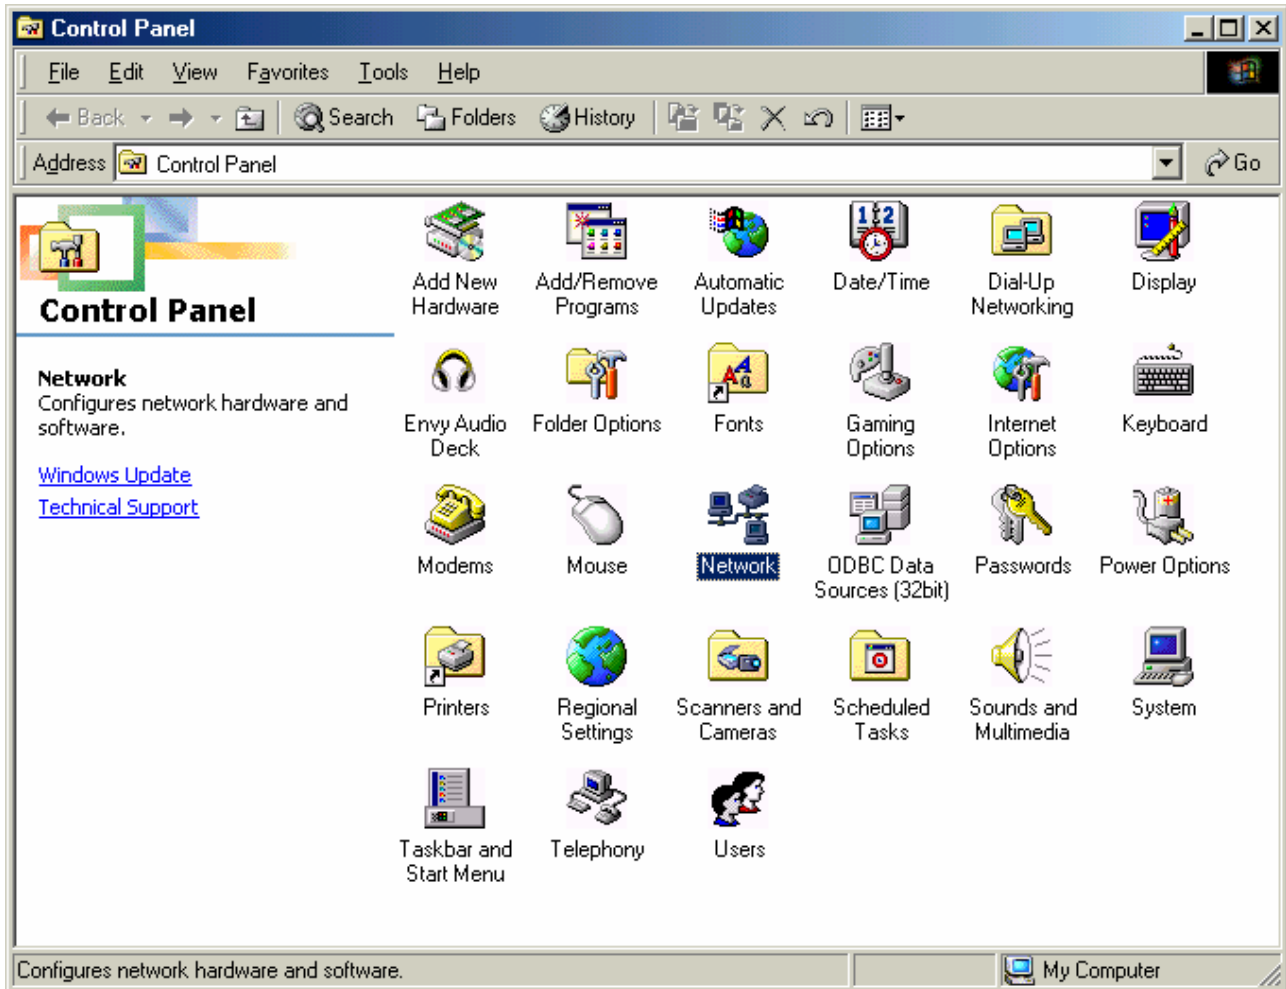 Control Panel
File Edit View Favorites Tools Help
Back Search Folders History
Address Control Panel Go
Control Panel
Network
Configures network hardware and
software.
Windows Update
Technical Support
Add New
Hardware
Add/Remove
Programs
Automatic
Updates
Date/Time
Dial-Up
Networking
Display
Envy Audio
Deck
Folder Options
Fonts
Gaming
Options
Internet
Options
Keyboard
Modems
Mouse
Network
ODBC Data
Sources (32bit)
Passwords
Power Options
Printers
Regional
Settings
Scanners and
Cameras
Scheduled
Tasks
Sounds and
Multimedia
System
Taskbar and
Start Menu
Telephony
Users
Configures network hardware and software.
My Computer